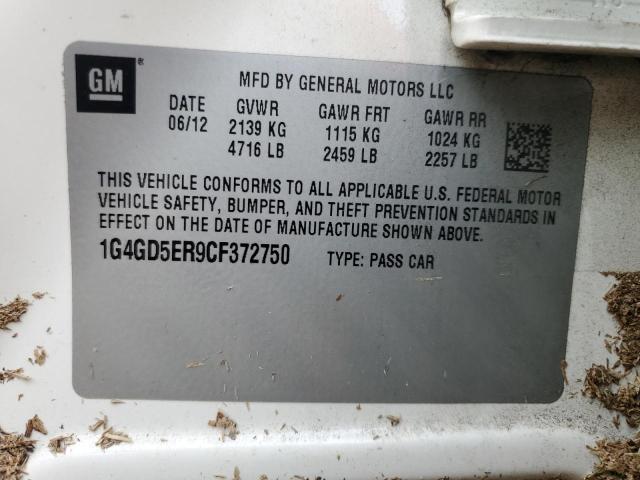 GM ®
MFD BY GENERAL MOTORS LLC
DATE GVWR GAWR FRT GAWR RR
06/12 2139 KG 1115 KG 1024 KG
4716 LB 2459 LB 2257 LB
THIS VEHICLE CONFORMS TO ALL APPLICABLE U.S. FEDERAL MOTOR
VEHICLE SAFETY, BUMPER, AND THEFT PREVENTION STANDARDS IN
EFFECT ON THE DATE OF MANUFACTURE SHOWN ABOVE.
1G4GD5ER9CF372750 TYPE: PASS CAR